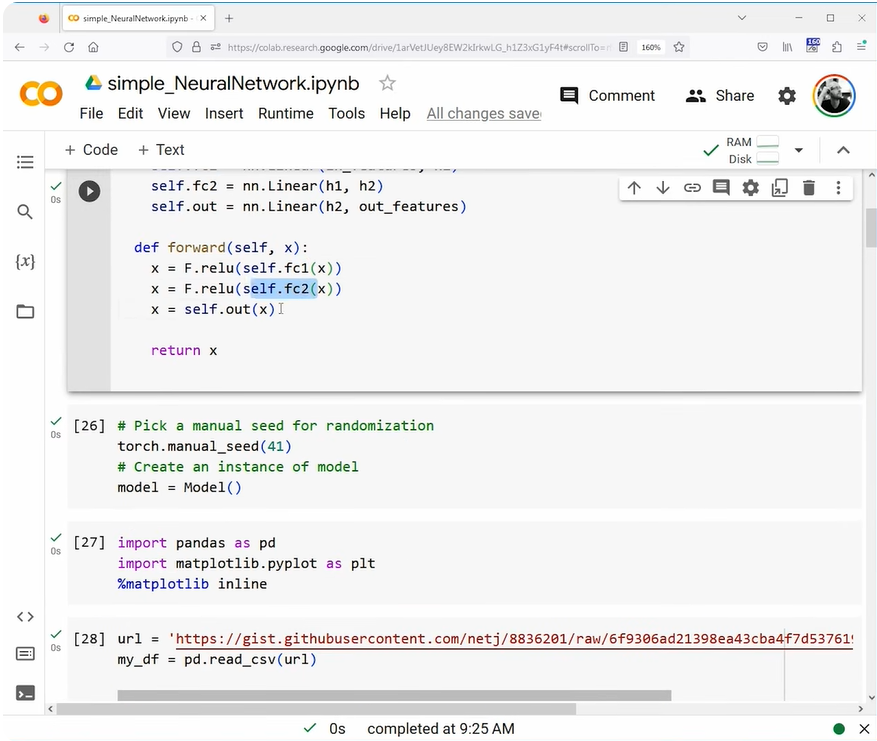 simple_NeuralNetwork.ipynb -
https://colab.research.google.com/drive/1arVetJUey8EW2kIrkwLG_h1Z3xG1yF4t#scrollTo=
160%
160
simple_NeuralNetwork.ipynb
File Edit View Insert Runtime Tools Help All changes save
Comment
Share
+ Code + Text
RAM
Disk
0s
self.fc2 = nn.Linear(h1, h2)
self.out = nn.Linear(h2, out_features)
def forward(self, x):
x = F.relu(self.fc1(x))
x = F.relu(self.fc2(x))
x = self.out(x)
return x
{x}
0s
[26]
# Pick a manual seed for randomization
torch.manual_seed(41)
# Create an instance of model
model = Model()
0s
[27]
import pandas as pd
import matplotlib.pyplot as plt
%matplotlib inline
0s
[28]
url = 'https://gist.githubusercontent.com/netj/8836201/raw/6f9306ad21398ea43cba4f7d537619
my_df = pd.read_csv(url)
0s completed at 9:25 AM